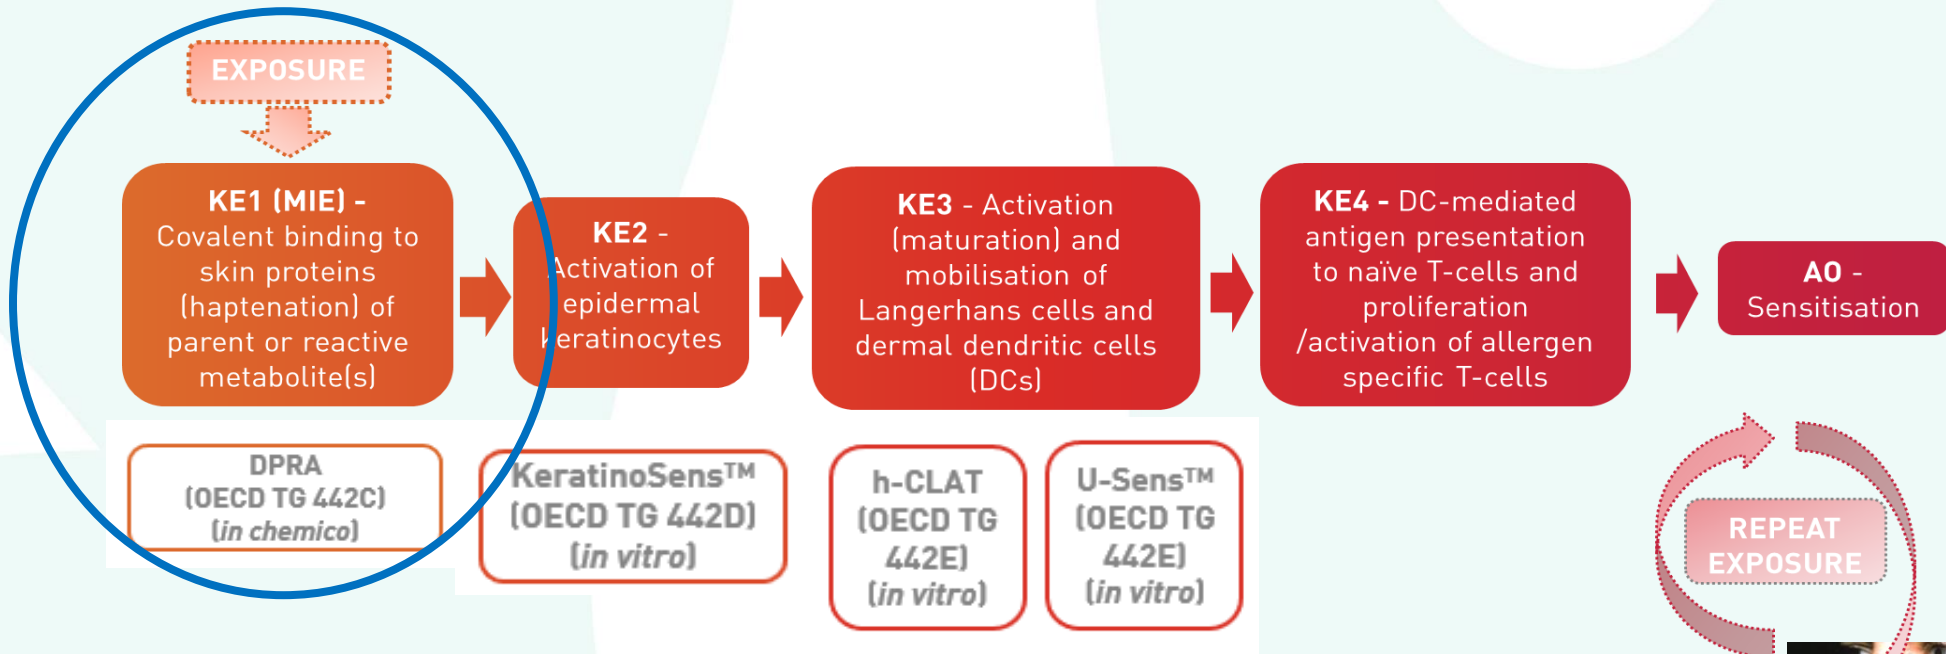 EXPOSURE
KE1 (MIE) -
Covalent binding to
skin proteins
(haptenation) of
parent or reactive
metabolite(s)
KE2 -
Activation of
epidermal
keratinocytes
KE3 - Activation
(maturation) and
mobilisation of
Langerhans cells and
dermal dendritic cells
(DCs)
KE4 - DC-mediated
antigen presentation
to naïve T-cells and
proliferation
/activation of allergen
specific T-cells
AO -
Sensitisation
DPRA
(OECD TG 442C)
(in chemico)
KeratinoSens™
(OECD TG 442D)
(in vitro)
h-CLAT
(OECD TG
442E)
(in vitro)
U-Sens™
(OECD TG
442E)
(in vitro)
REPEAT
EXPOSURE